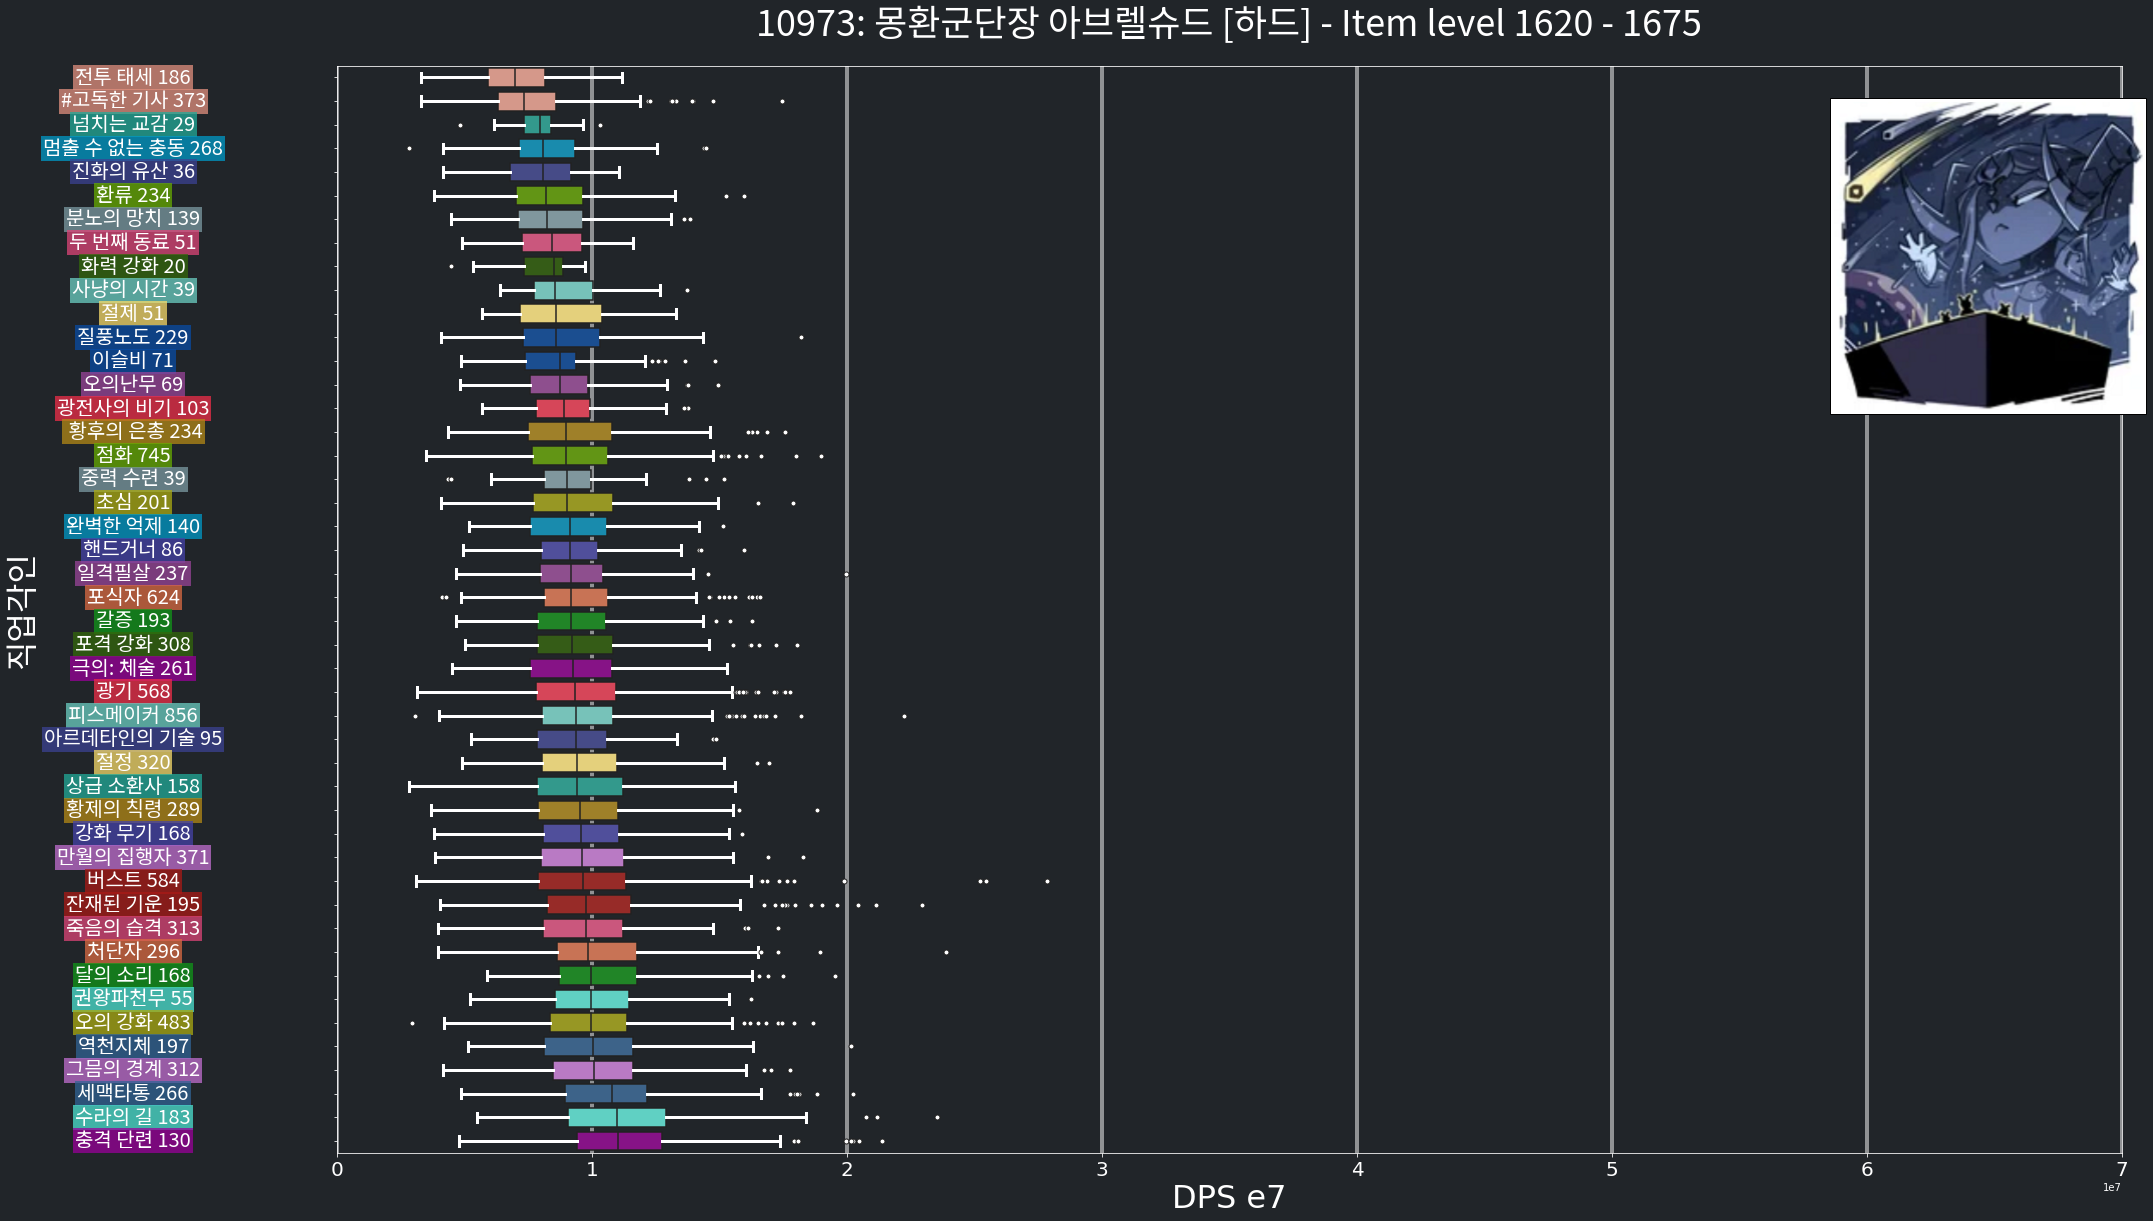 10973: 몽환군단장 아브렐슈드 [하드] - Item level 1620 - 1675
직업각인
전투 태세 186
#고독한 기사 373
넘치는 교감 29
멈출 수 없는 충동 268
진화의 유산 36
환류 234
분노의 망치 139
두 번째 동료 51
화력 강화 20
사냥의 시간 39
절제 51
질풍노도 229
이슬비 71
오의난무 69
광전사의 비기 103
황후의 은총 234
점화 745
중력 수련 39
초심 201
완벽한 억제 140
핸드거너 86
일격필살 237
포식자 624
갈증 193
포격 강화 308
극의: 체술 261
광기 568
피스메이커 856
아르데타인의 기술 95
절정 320
상급 소환사 158
황제의 칙령 289
강화 무기 168
만월의 집행자 371
버스트 584
잔재된 기운 195
죽음의 습격 313
처단자 296
달의 소리 168
권왕파천무 55
오의 강화 483
역천지체 197
그믐의 경계 312
세맥타통 266
수라의 길 183
충격 단련 130
0 1 2 3 4 5 6 7
1e7
DPS e7